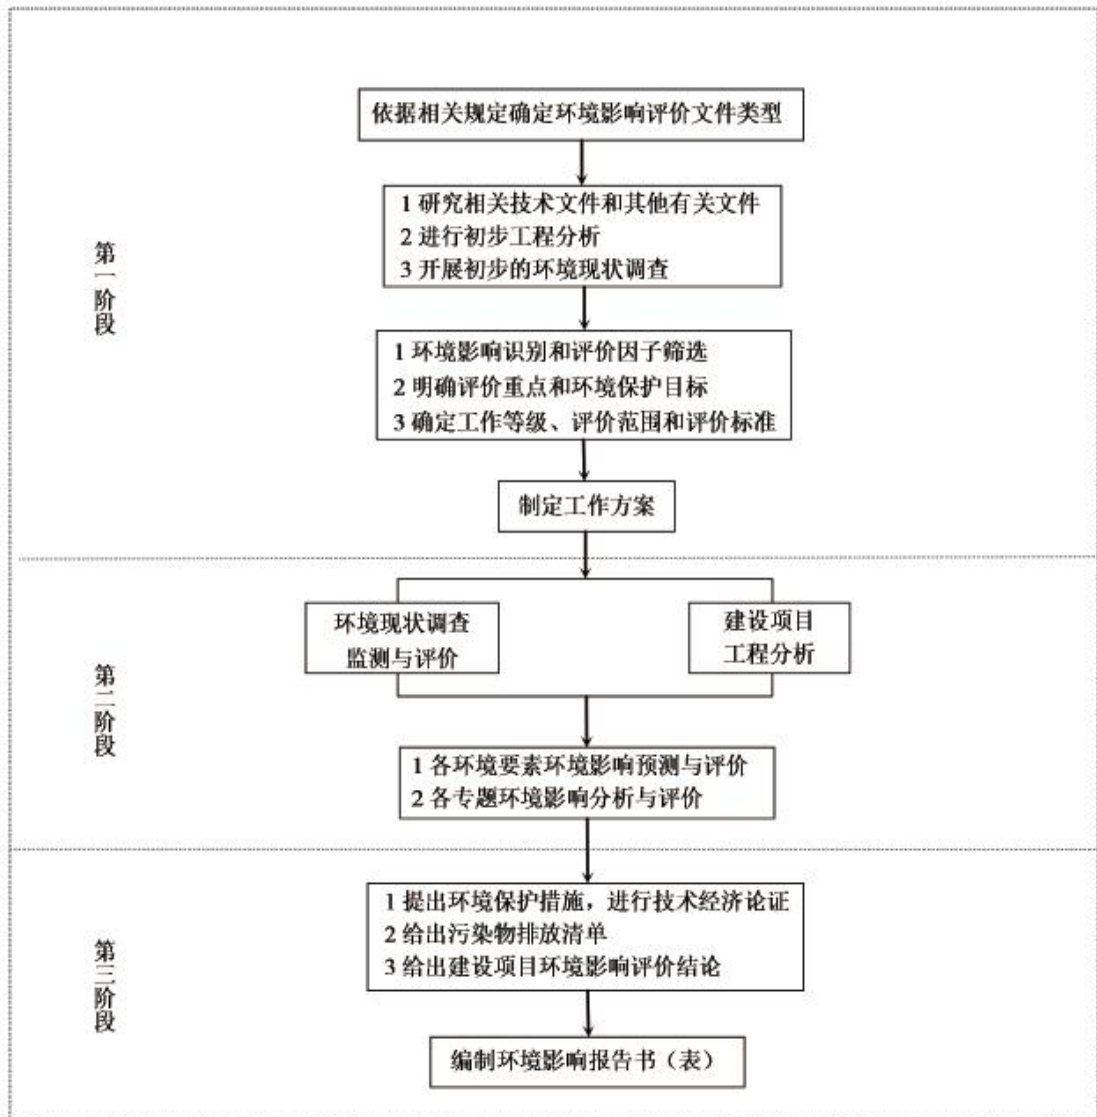 依据相关规定确定环境影响评价文件类型
1 研究相关技术文件和其他有关文件
2 进行初步工程分析
3 开展初步的环境现状调查
第一阶段
1 环境影响识别和评价因子筛选
2 明确评价重点和环境保护目标
3 确定工作等级、评价范围和评价标准
制定工作方案
环境现状调查
监测与评价
建设项目
工程分析
第二阶段
1 各环境要素环境影响预测与评价
2 各专题环境影响分析与评价
1 提出环境保护措施，进行技术经济论证
2 给出污染物排放清单
3 给出建设项目环境影响评价结论
第三阶段
编制环境影响报告书（表）